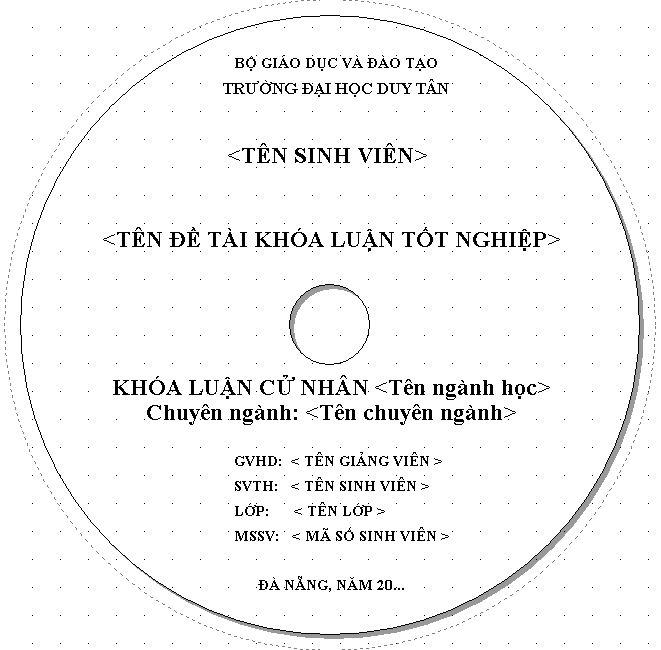 BỘ GIÁO DỤC VÀ ĐÀO TẠO
TRƯỜNG ĐẠI HỌC DUY TÂN
<TÊN SINH VIÊN>
<TÊN ĐỀ TÀI KHÓA LUẬN TỐT NGHIỆP>
KHÓA LUẬN CỬ NHÂN <Tên ngành học>
Chuyên ngành: <Tên chuyên ngành>
GVHD: < TÊN GIẢNG VIÊN >
SVTH: < TÊN SINH VIÊN >
LỚP: < TÊN LỚP >
MSSV: < MÃ SỐ SINH VIÊN >
ĐÀ NẴNG, NĂM 20...